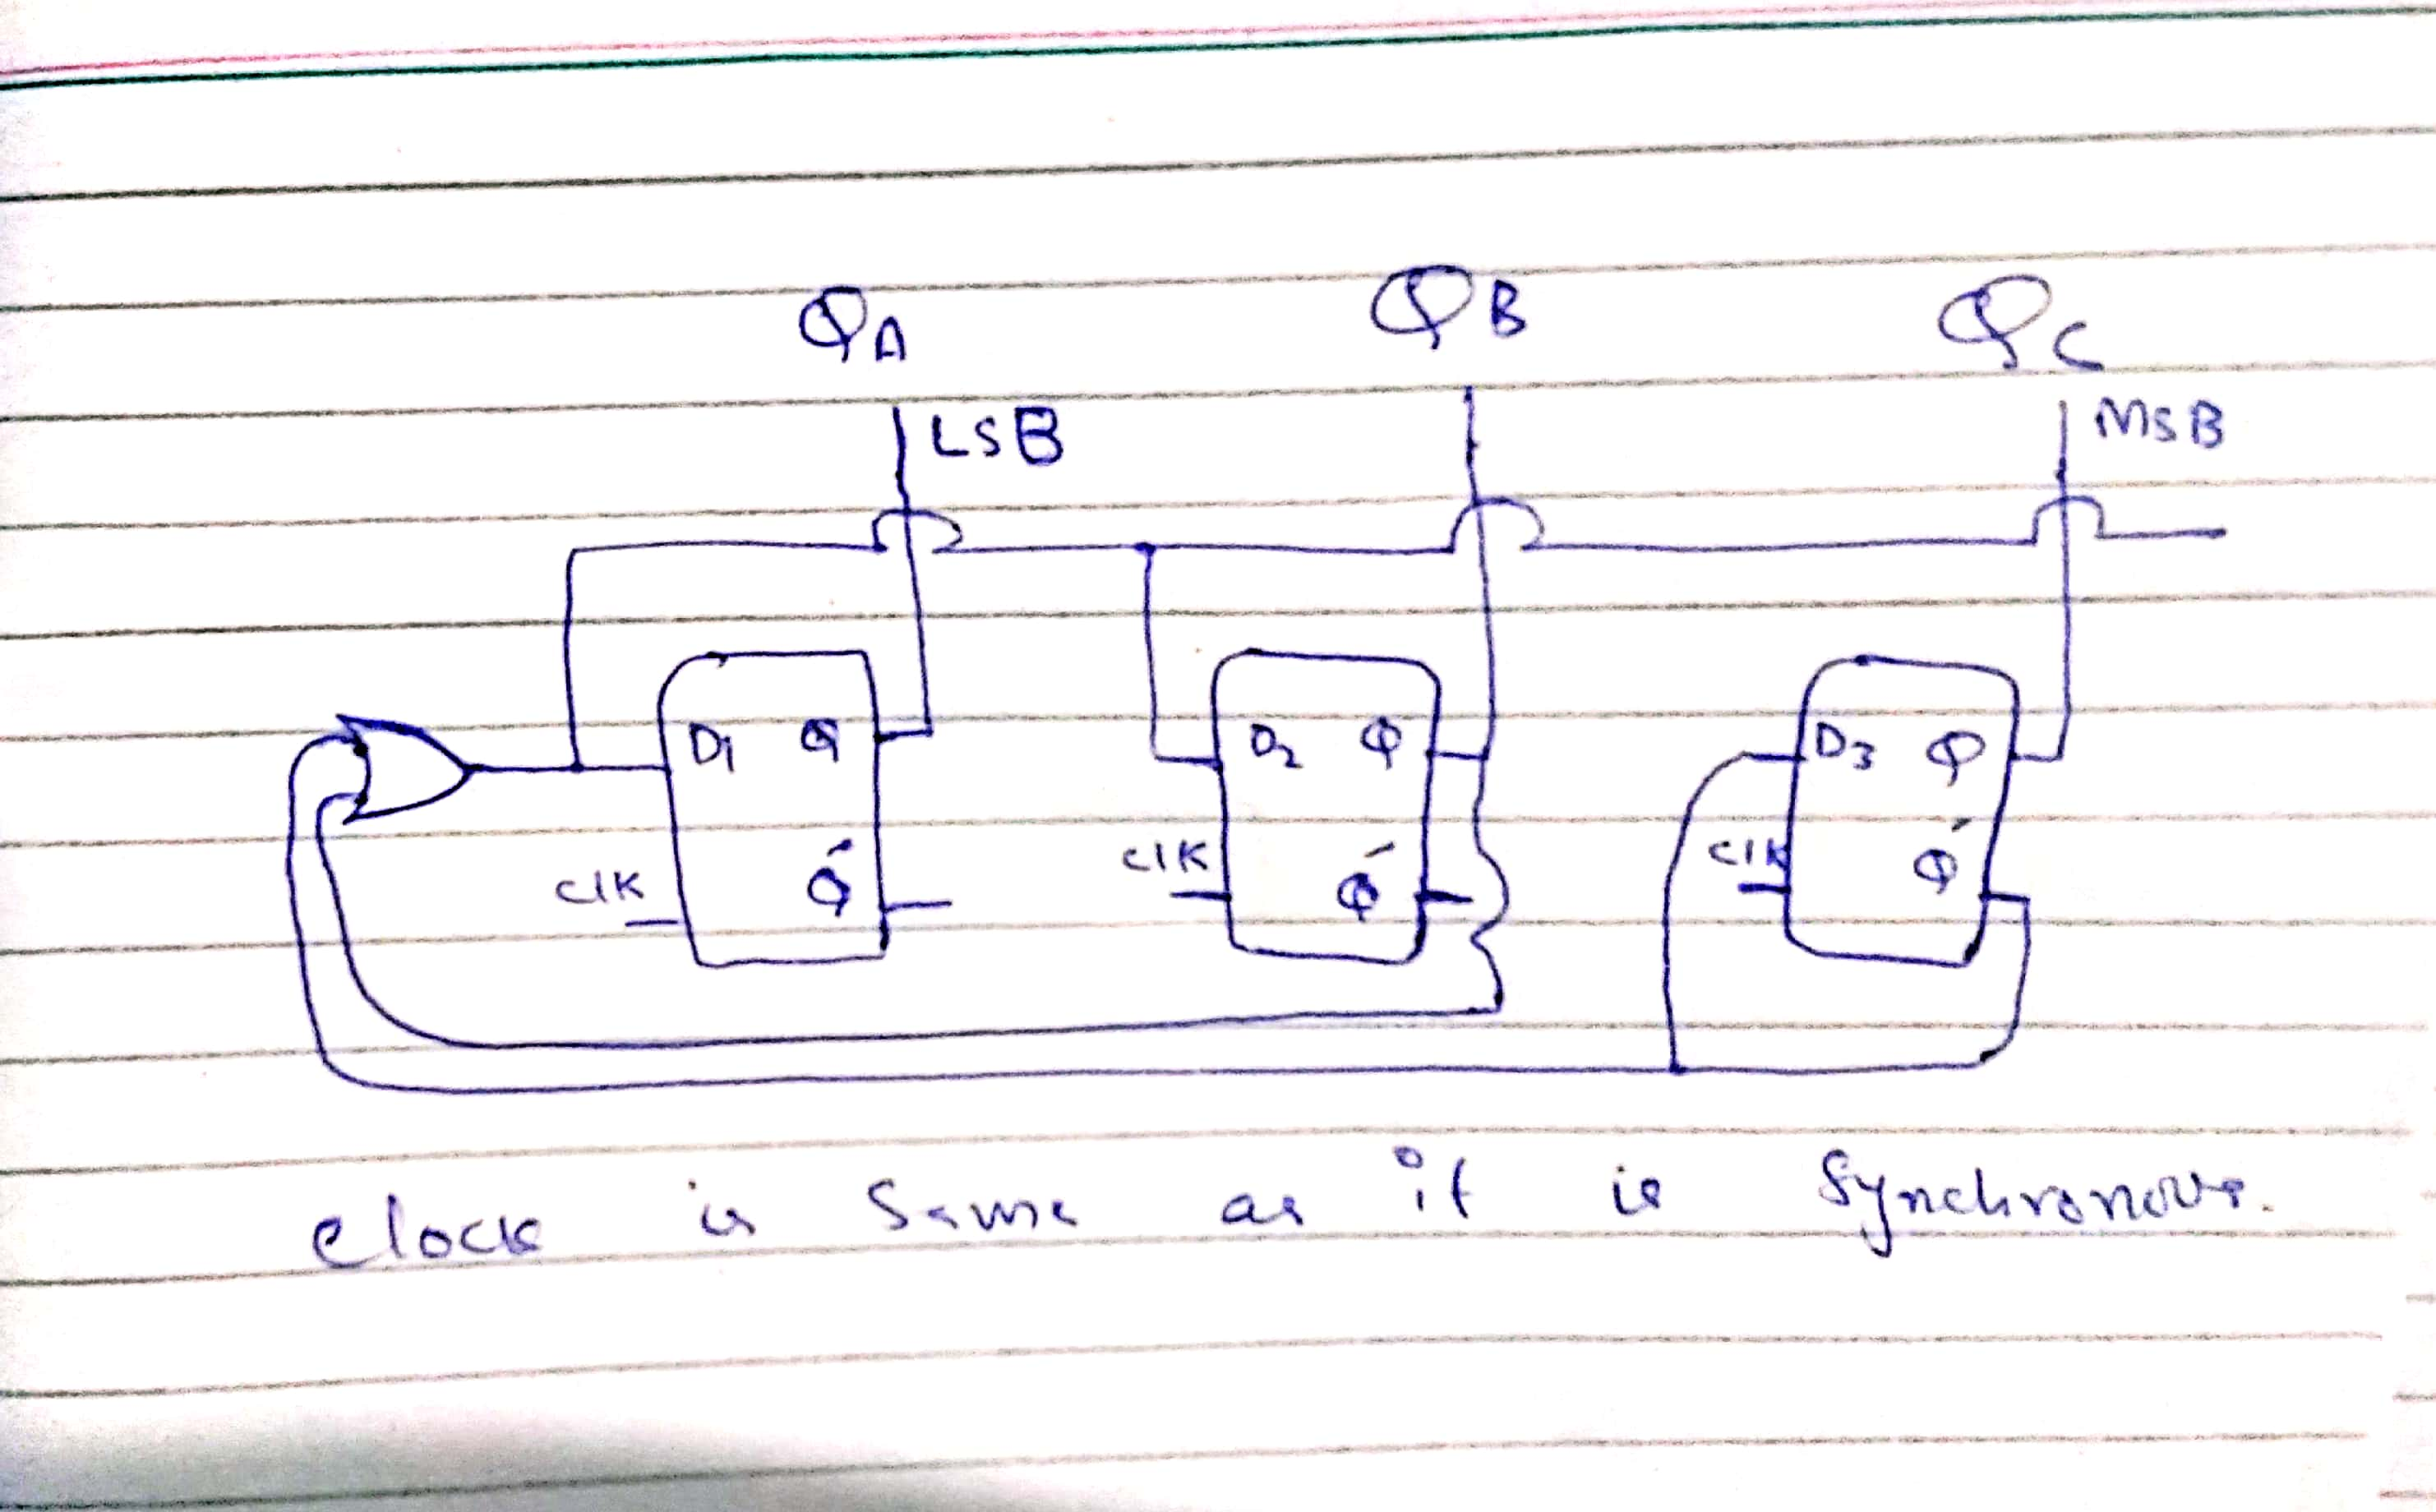 QA QB QC
LSB MSB
D1 Q D2 Q D3 Q
CLK Q' CLK Q' CLK Q'
Clock is same as it is Synchronous.